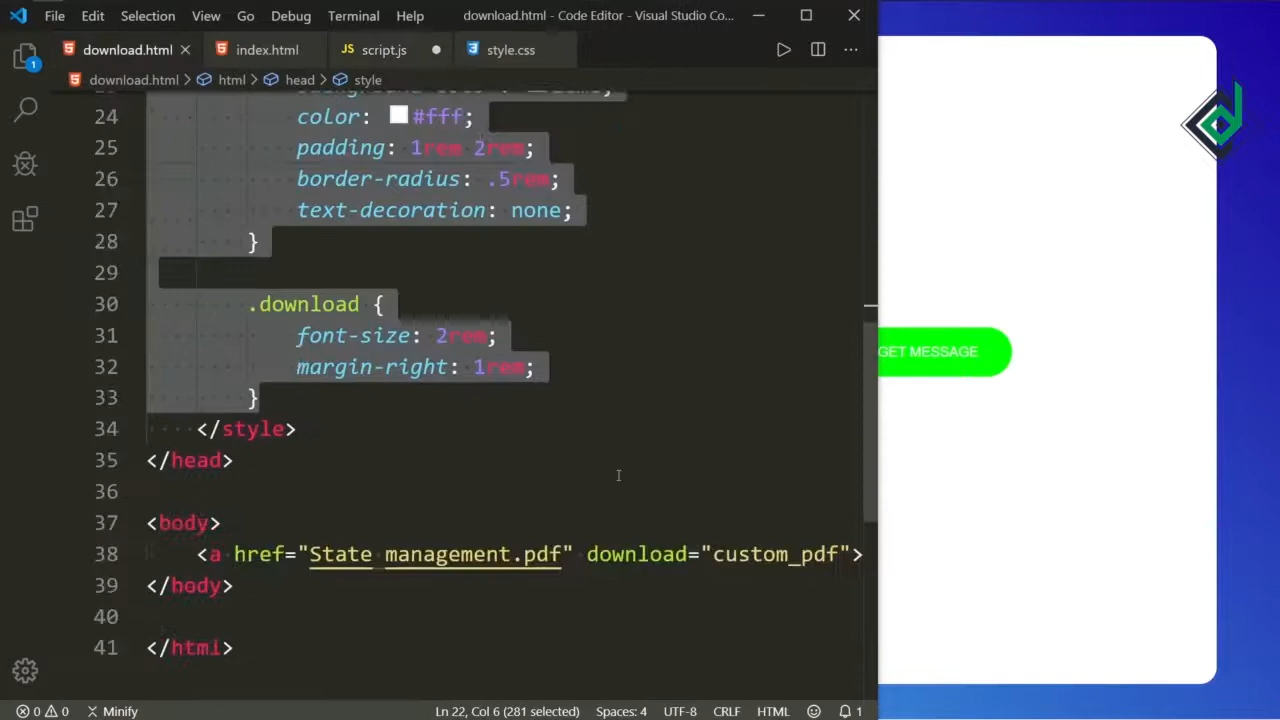 File Edit Selection View Go Debug Terminal Help download.html - Code Editor - Visual Studio Co...
download.html index.html JS script.js style.css
download.html > html > head > style
24 color: #fff;
25 padding: 1rem 2rem;
26 border-radius: .5rem;
27 text-decoration: none;
28 }
29
30 .download {
31 font-size: 2rem;
32 margin-right: 1rem;
33 }
34 </style>
35 </head>
36
37 <body>
38 <a href="State management.pdf" download="custom_pdf">
39 </body>
40
41 </html>
GET MESSAGE
1
0 0 Minify Ln 22, Col 6 (281 selected) Spaces: 4 UTF-8 CRLF HTML 1